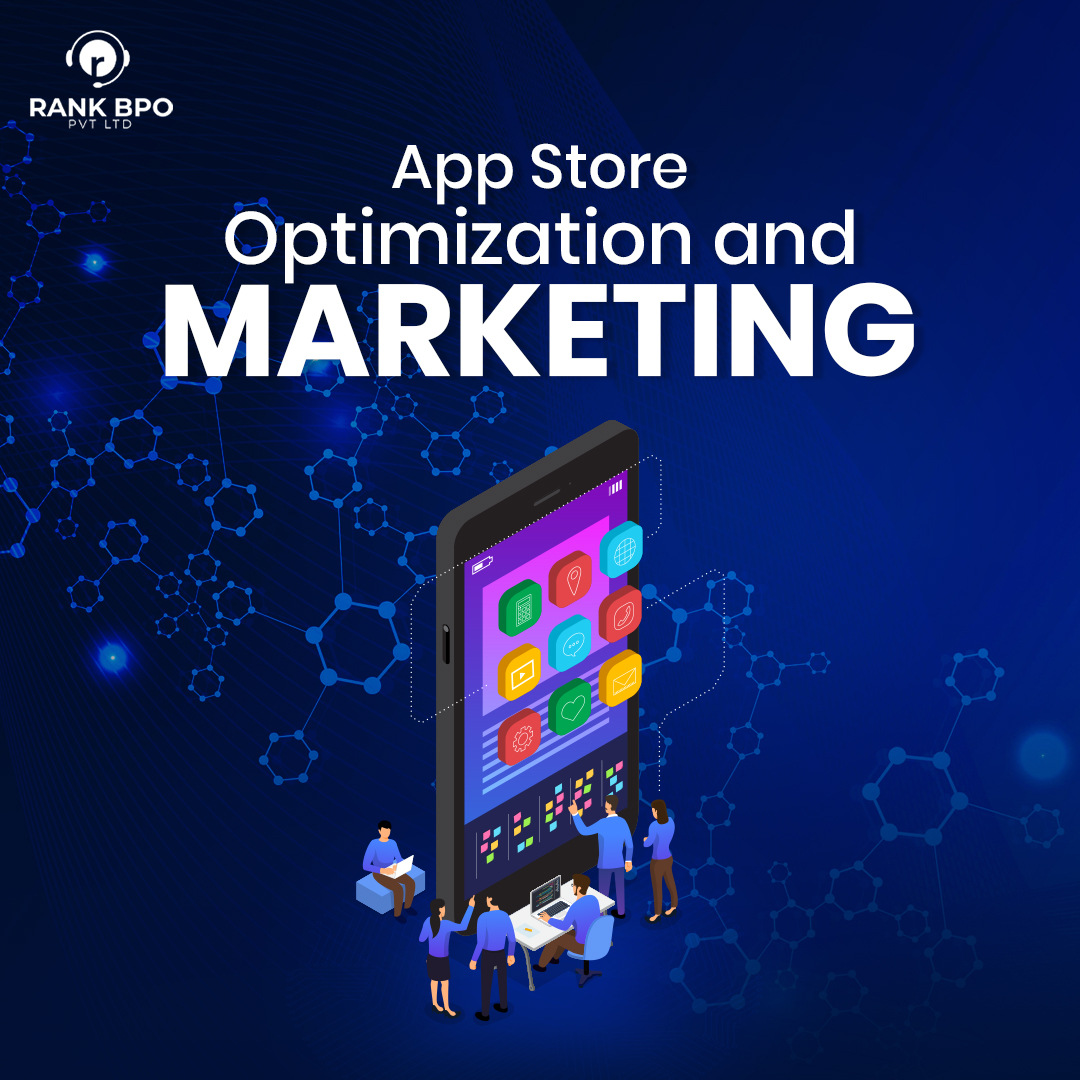 RANK BPO
PVT LTD
App Store
Optimization and
MARKETING